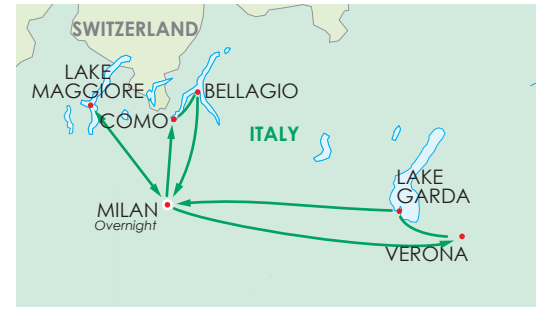 SWITZERLAND
LAKE
MAGGIORE
BELLAGIO
COMO
ITALY
LAKE
GARDA
MILAN
Overnight
VERONA